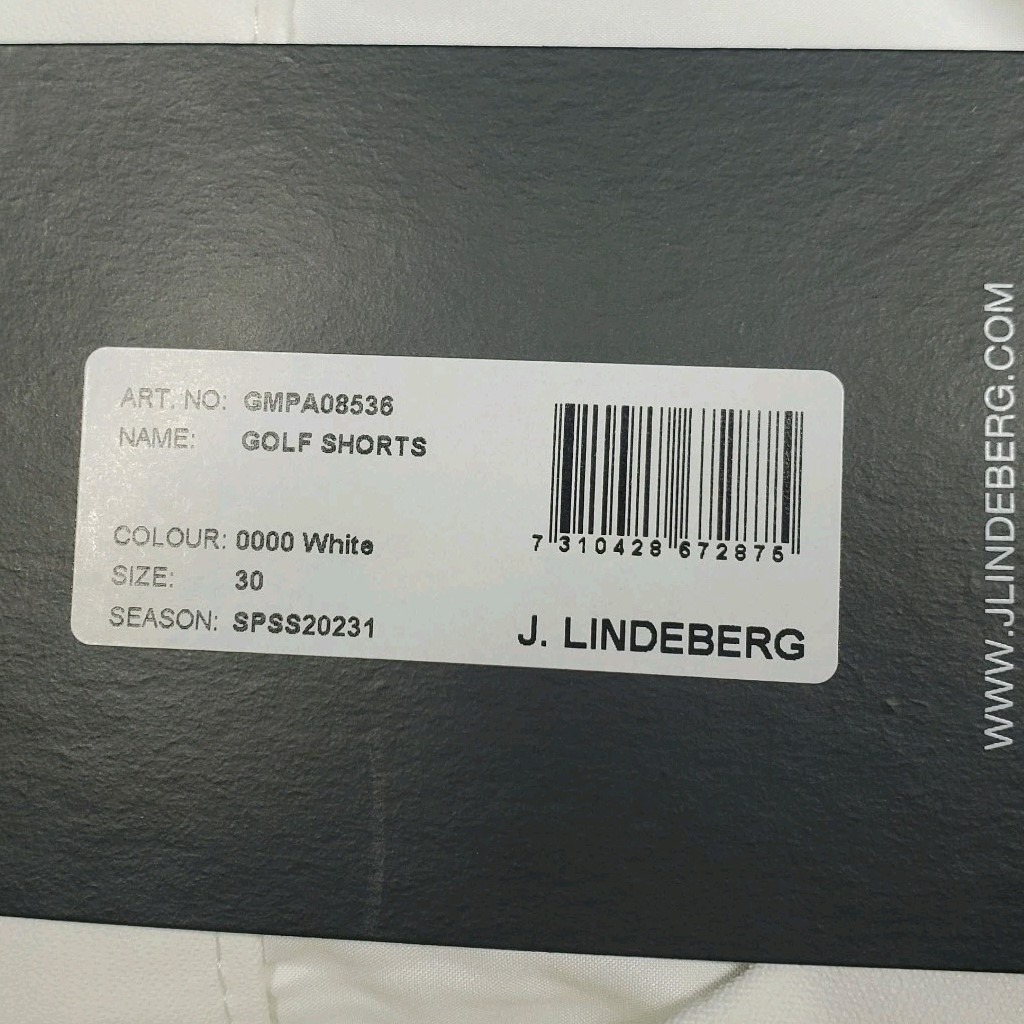 ART. NO: GMPA08536
NAME: GOLF SHORTS
COLOUR: 0000 White
SIZE: 30
SEASON: SPSS20231
7 310428 672875
J. LINDEBERG
WWW.JLINDEBERG.COM